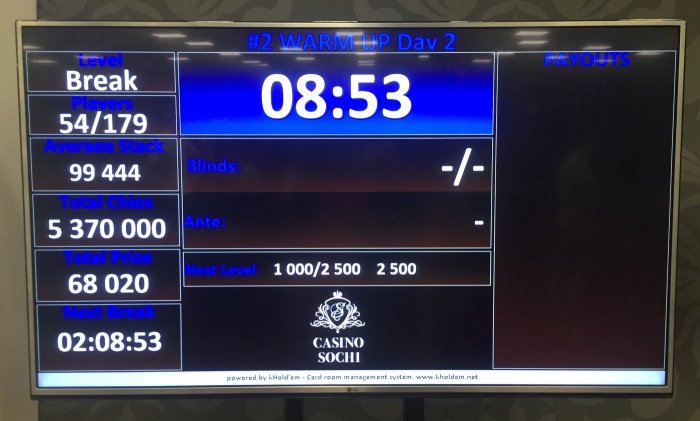 #2 WARM UP Day 2
Level
Break
08:53
PAYOUTS
Players
54/179
Average Stack
99 444
Blinds:
-/-
Total Chips
5 370 000
Ante:
-
Total Prize
68 020
Next Level 1 000/2 500 2 500
Next Break
02:08:53
CASINO
SOCHI
powered by kHold'em - Card room management system. www.kholdem.net
LG